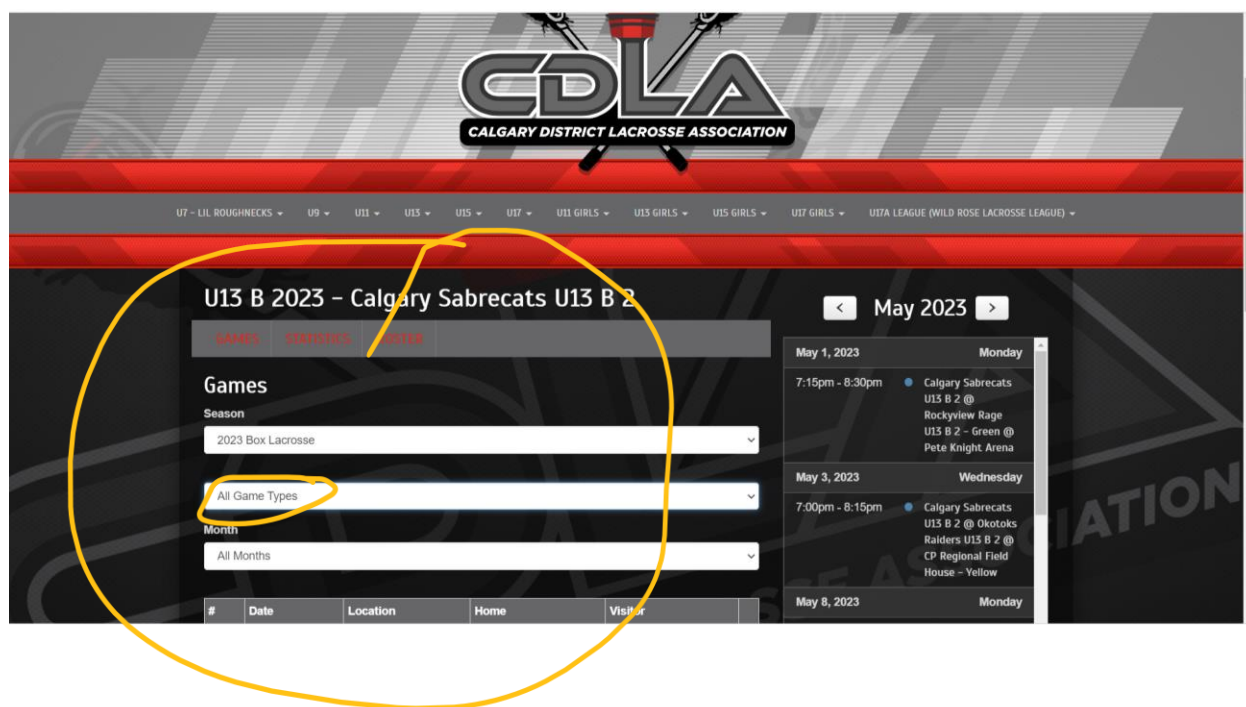 CDLA
CALGARY DISTRICT LACROSSE ASSOCIATION
U7 - LIL ROUGHNECKS U9 U11 U13 U15 U17 U11 GIRLS U13 GIRLS U15 GIRLS U17 GIRLS U17A LEAGUE (WILD ROSE LACROSSE LEAGUE)
U13 B 2023 - Calgary Sabrecats U13 B 2
GAMES STATISTICS ROSTER
Games
Season
2023 Box Lacrosse
All Game Types
Month
All Months
# Date Location Home Visitor
< May 2023 >
May 1, 2023 Monday
7:15pm - 8:30pm Calgary Sabrecats
U13 B 2 @
Rockyview Rage
U13 B 2 - Green @
Pete Knight Arena
May 3, 2023 Wednesday
7:00pm - 8:15pm Calgary Sabrecats
U13 B 2 @ Okotoks
Raiders U13 B 2 @
CP Regional Field
House - Yellow
May 8, 2023 Monday